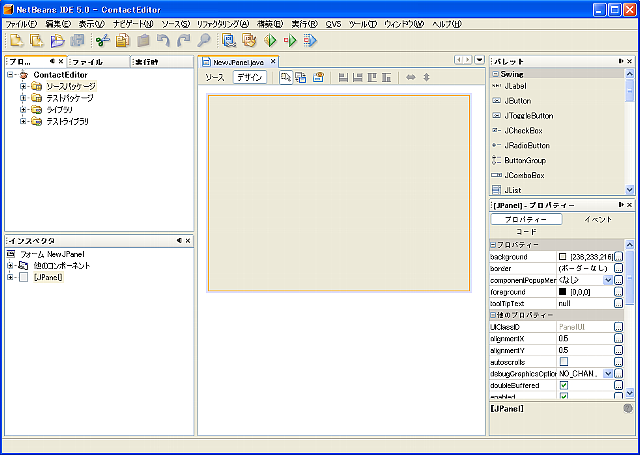 NetBeans IDE 5.0 - ContactEditor
ファイル(F) 編集(E) 表示(V) ナビゲート(N) ソース(S) リファクタリング(A) 構築(B) 実行(R) CVS ツール(T) ウィンドウ(W) ヘルプ(H)
プロ... ファイル 実行時
ContactEditor
ソースパッケージ
テストパッケージ
ライブラリ
テストライブラリ
インスペクタ
フォーム NewJPanel
他のコンポーネント
[JPanel]
NewJPanel.java
ソース デザイン
パレット
Swing
JLabel
JButton
JToggleButton
JCheckBox
JRadioButton
ButtonGroup
JComboBox
JList
[JPanel] - プロパティー
プロパティー イベント
コード
プロパティー
background [236,233,216]
border (ボーダーなし)
componentPopupMen <なし>
foreground [0,0,0]
toolTipText null
他のプロパティー
UIClassID PanelUI
alignmentX 0.5
alignmentY 0.5
autoscrolls
debugGraphicsOption NO_CHAN...
doubleBuffered
enabled
[JPanel]